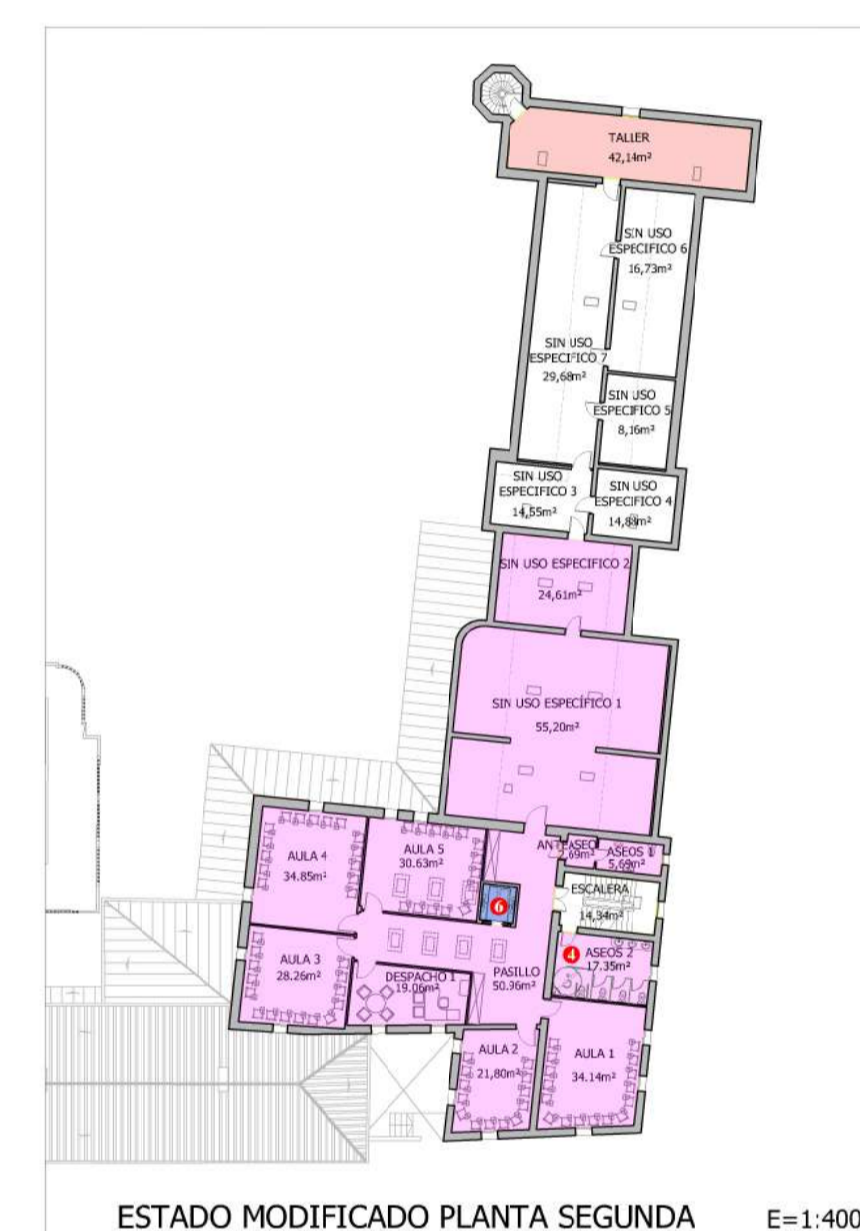 TALLER
42,14m²
SIN USO
ESPECIFICO 6
16,73m²
SIN USO
ESPECIFICO 7
29,68m²
SIN USO
ESPECIFICO 5
8,16m²
SIN USO
ESPECIFICO 3
14,55m²
SIN USO
ESPECIFICO 4
14,88m²
SIN USO ESPECIFICO 2
24,61m²
SIN USO ESPECÍFICO 1
55,20m²
AULA 4
34.85m²
AULA 5
30.63m²
ANTEASEO
,69m²
ASEOS 1
5,69m²
6
ESCALERA
14,34m²
4
ASEOS 2
17.35m²
AULA 3
28.26m²
DESPACHO 1
19.06m²
PASILLO
50.96m²
AULA 2
21,80m²
AULA 1
34.14m²
ESTADO MODIFICADO PLANTA SEGUNDA
E=1:400